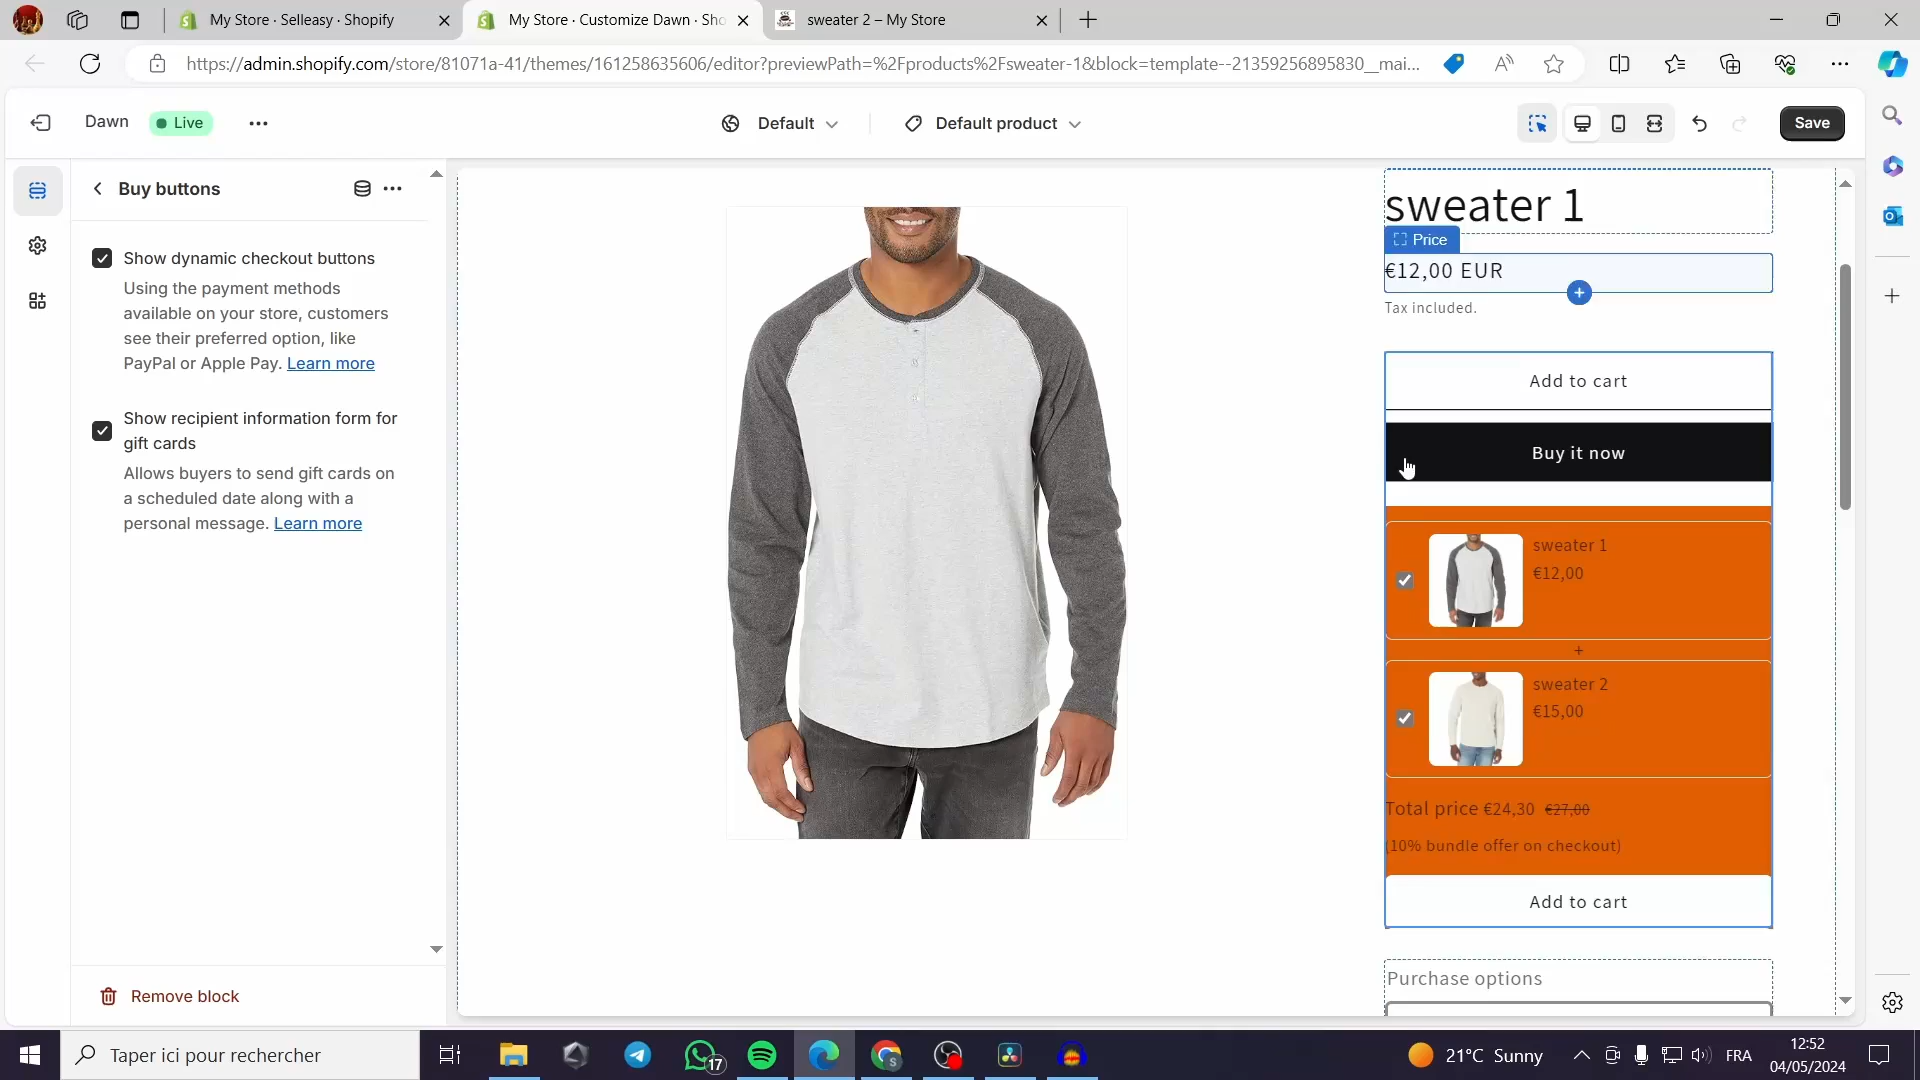 My Store · Selleasy · Shopify
My Store · Customize Dawn · Sho
sweater 2 – My Store
https://admin.shopify.com/store/81071a-41/themes/161258635606/editor?previewPath=%2Fproducts%2Fsweater-1&block=template--21359256895830__mai...
Dawn
Live
Default
Default product
Save
Buy buttons
Show dynamic checkout buttons
Using the payment methods
available on your store, customers
see their preferred option, like
PayPal or Apple Pay. Learn more
Show recipient information form for
gift cards
Allows buyers to send gift cards on
a scheduled date along with a
personal message. Learn more
Remove block
sweater 1
Price
€12,00 EUR
Tax included.
Add to cart
Buy it now
sweater 1
€12,00
+
sweater 2
€15,00
Total price €24,30 €27,00
(10% bundle offer on checkout)
Add to cart
Purchase options
Taper ici pour rechercher
17
21°C Sunny
FRA
12:52
04/05/2024